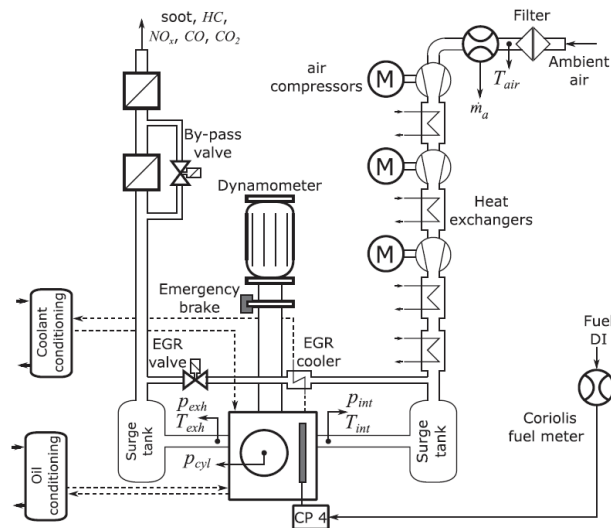 soot, HC,
NOx, CO, CO2
Filter
air
compressors
M
Tair
Ambient
air
ṁa
By-pass
valve
M
Dynamometer
Heat
exchangers
M
Emergency
brake
Coolant
conditioning
EGR
valve
EGR
cooler
Fuel
DI
pexh
Texh
pint
Tint
Surge
tank
Surge
tank
Coriolis
fuel meter
pcyl
Oil
conditioning
CP 4